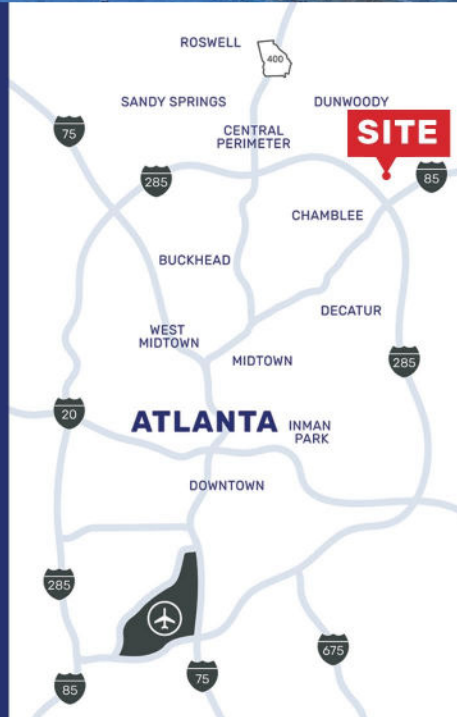 ROSWELL
400
SANDY SPRINGS
DUNWOODY
75
CENTRAL
PERIMETER
SITE
285
85
CHAMBLEE
BUCKHEAD
DECATUR
WEST
MIDTOWN
MIDTOWN
285
20
ATLANTA
INMAN
PARK
DOWNTOWN
285
675
85
75